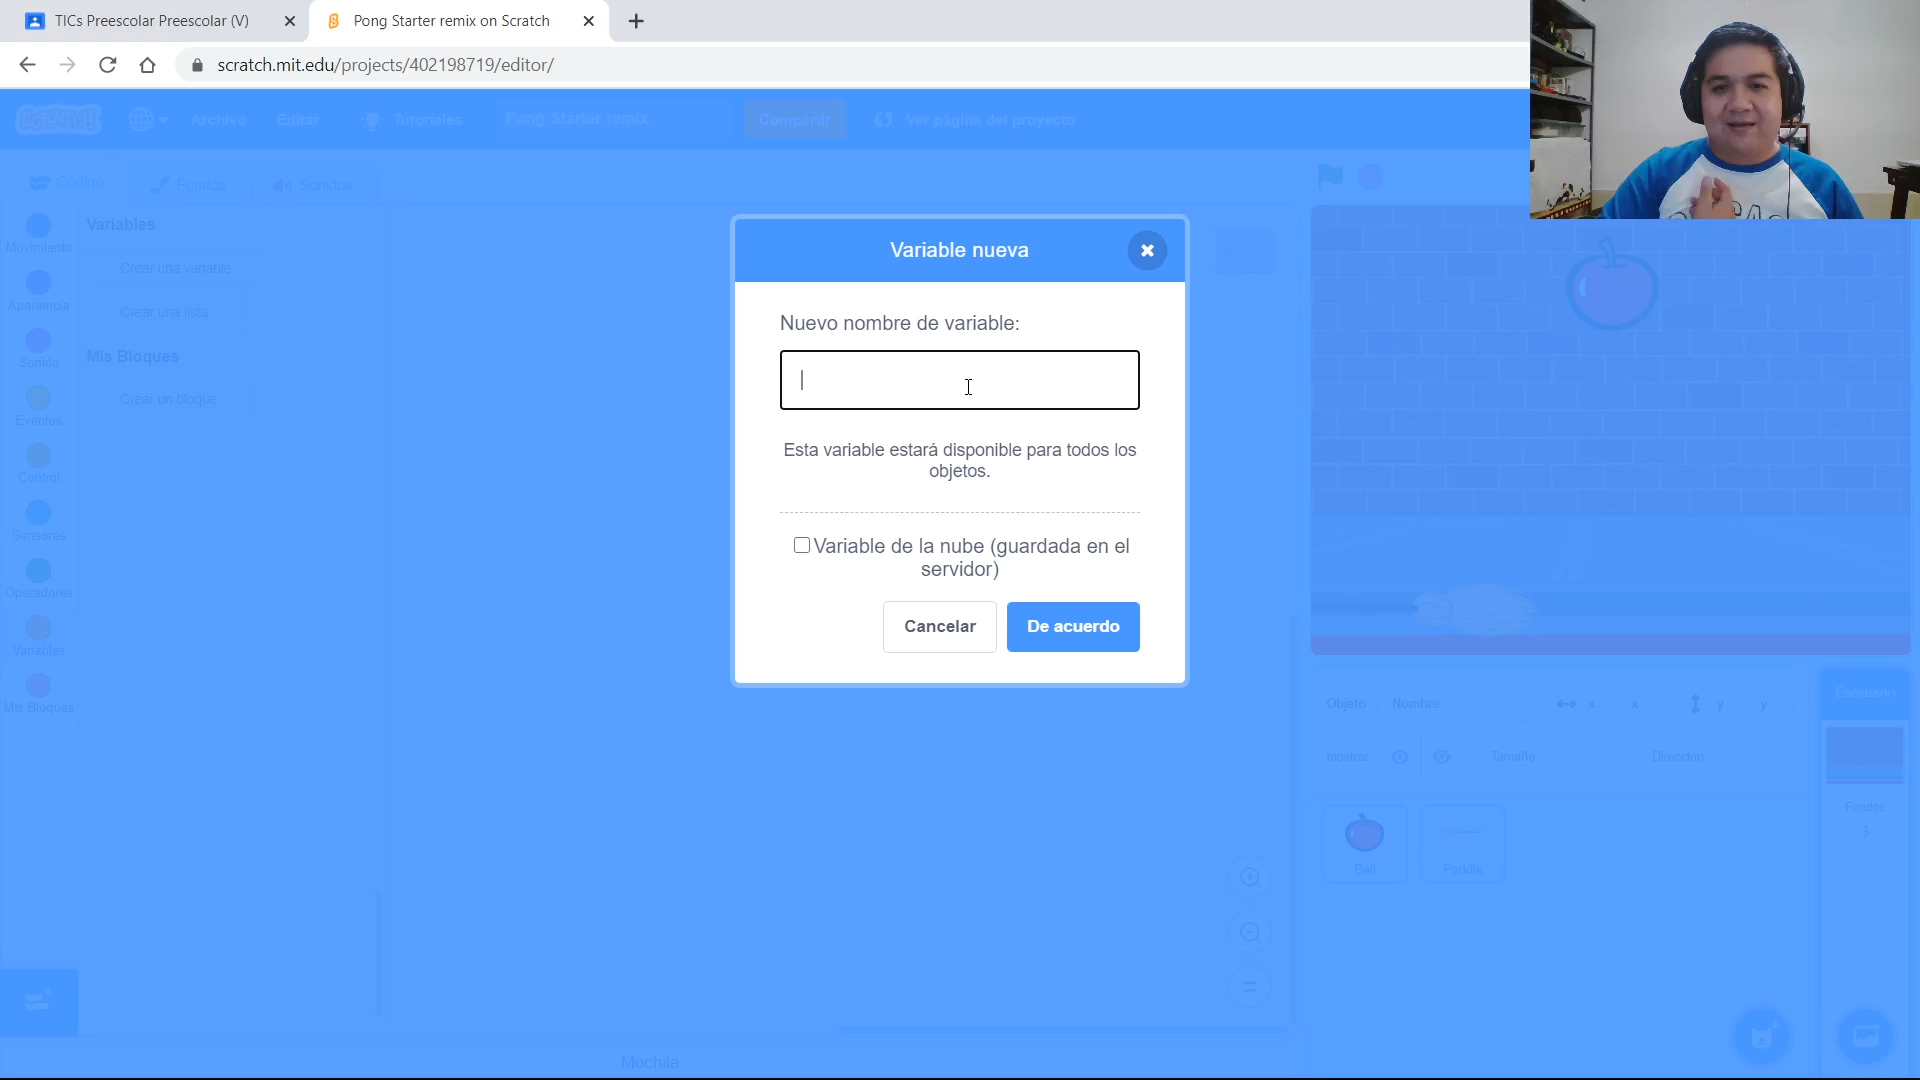 TICs Preescolar Preescolar (V)
Pong Starter remix on Scratch
scratch.mit.edu/projects/402198719/editor/
SCRATCH
Archivo
Editar
Tutoriales
Pong Starter remix
Compartir
Ver página del proyecto
Código
Fondos
Sonidos
Movimiento
Apariencia
Sonido
Eventos
Control
Sensores
Operadores
Variables
Mis Bloques
Variables
Crear una variable
Crear una lista
Mis Bloques
Crear un bloque
Variable nueva
Nuevo nombre de variable:
Esta variable estará disponible para todos los
objetos.
Variable de la nube (guardada en el
servidor)
Cancelar
De acuerdo
Objeto
Nombre
x
x
y
y
mostrar
Tamaño
Dirección
Ball
Paddle
Escenario
Fondos
3
Mochila